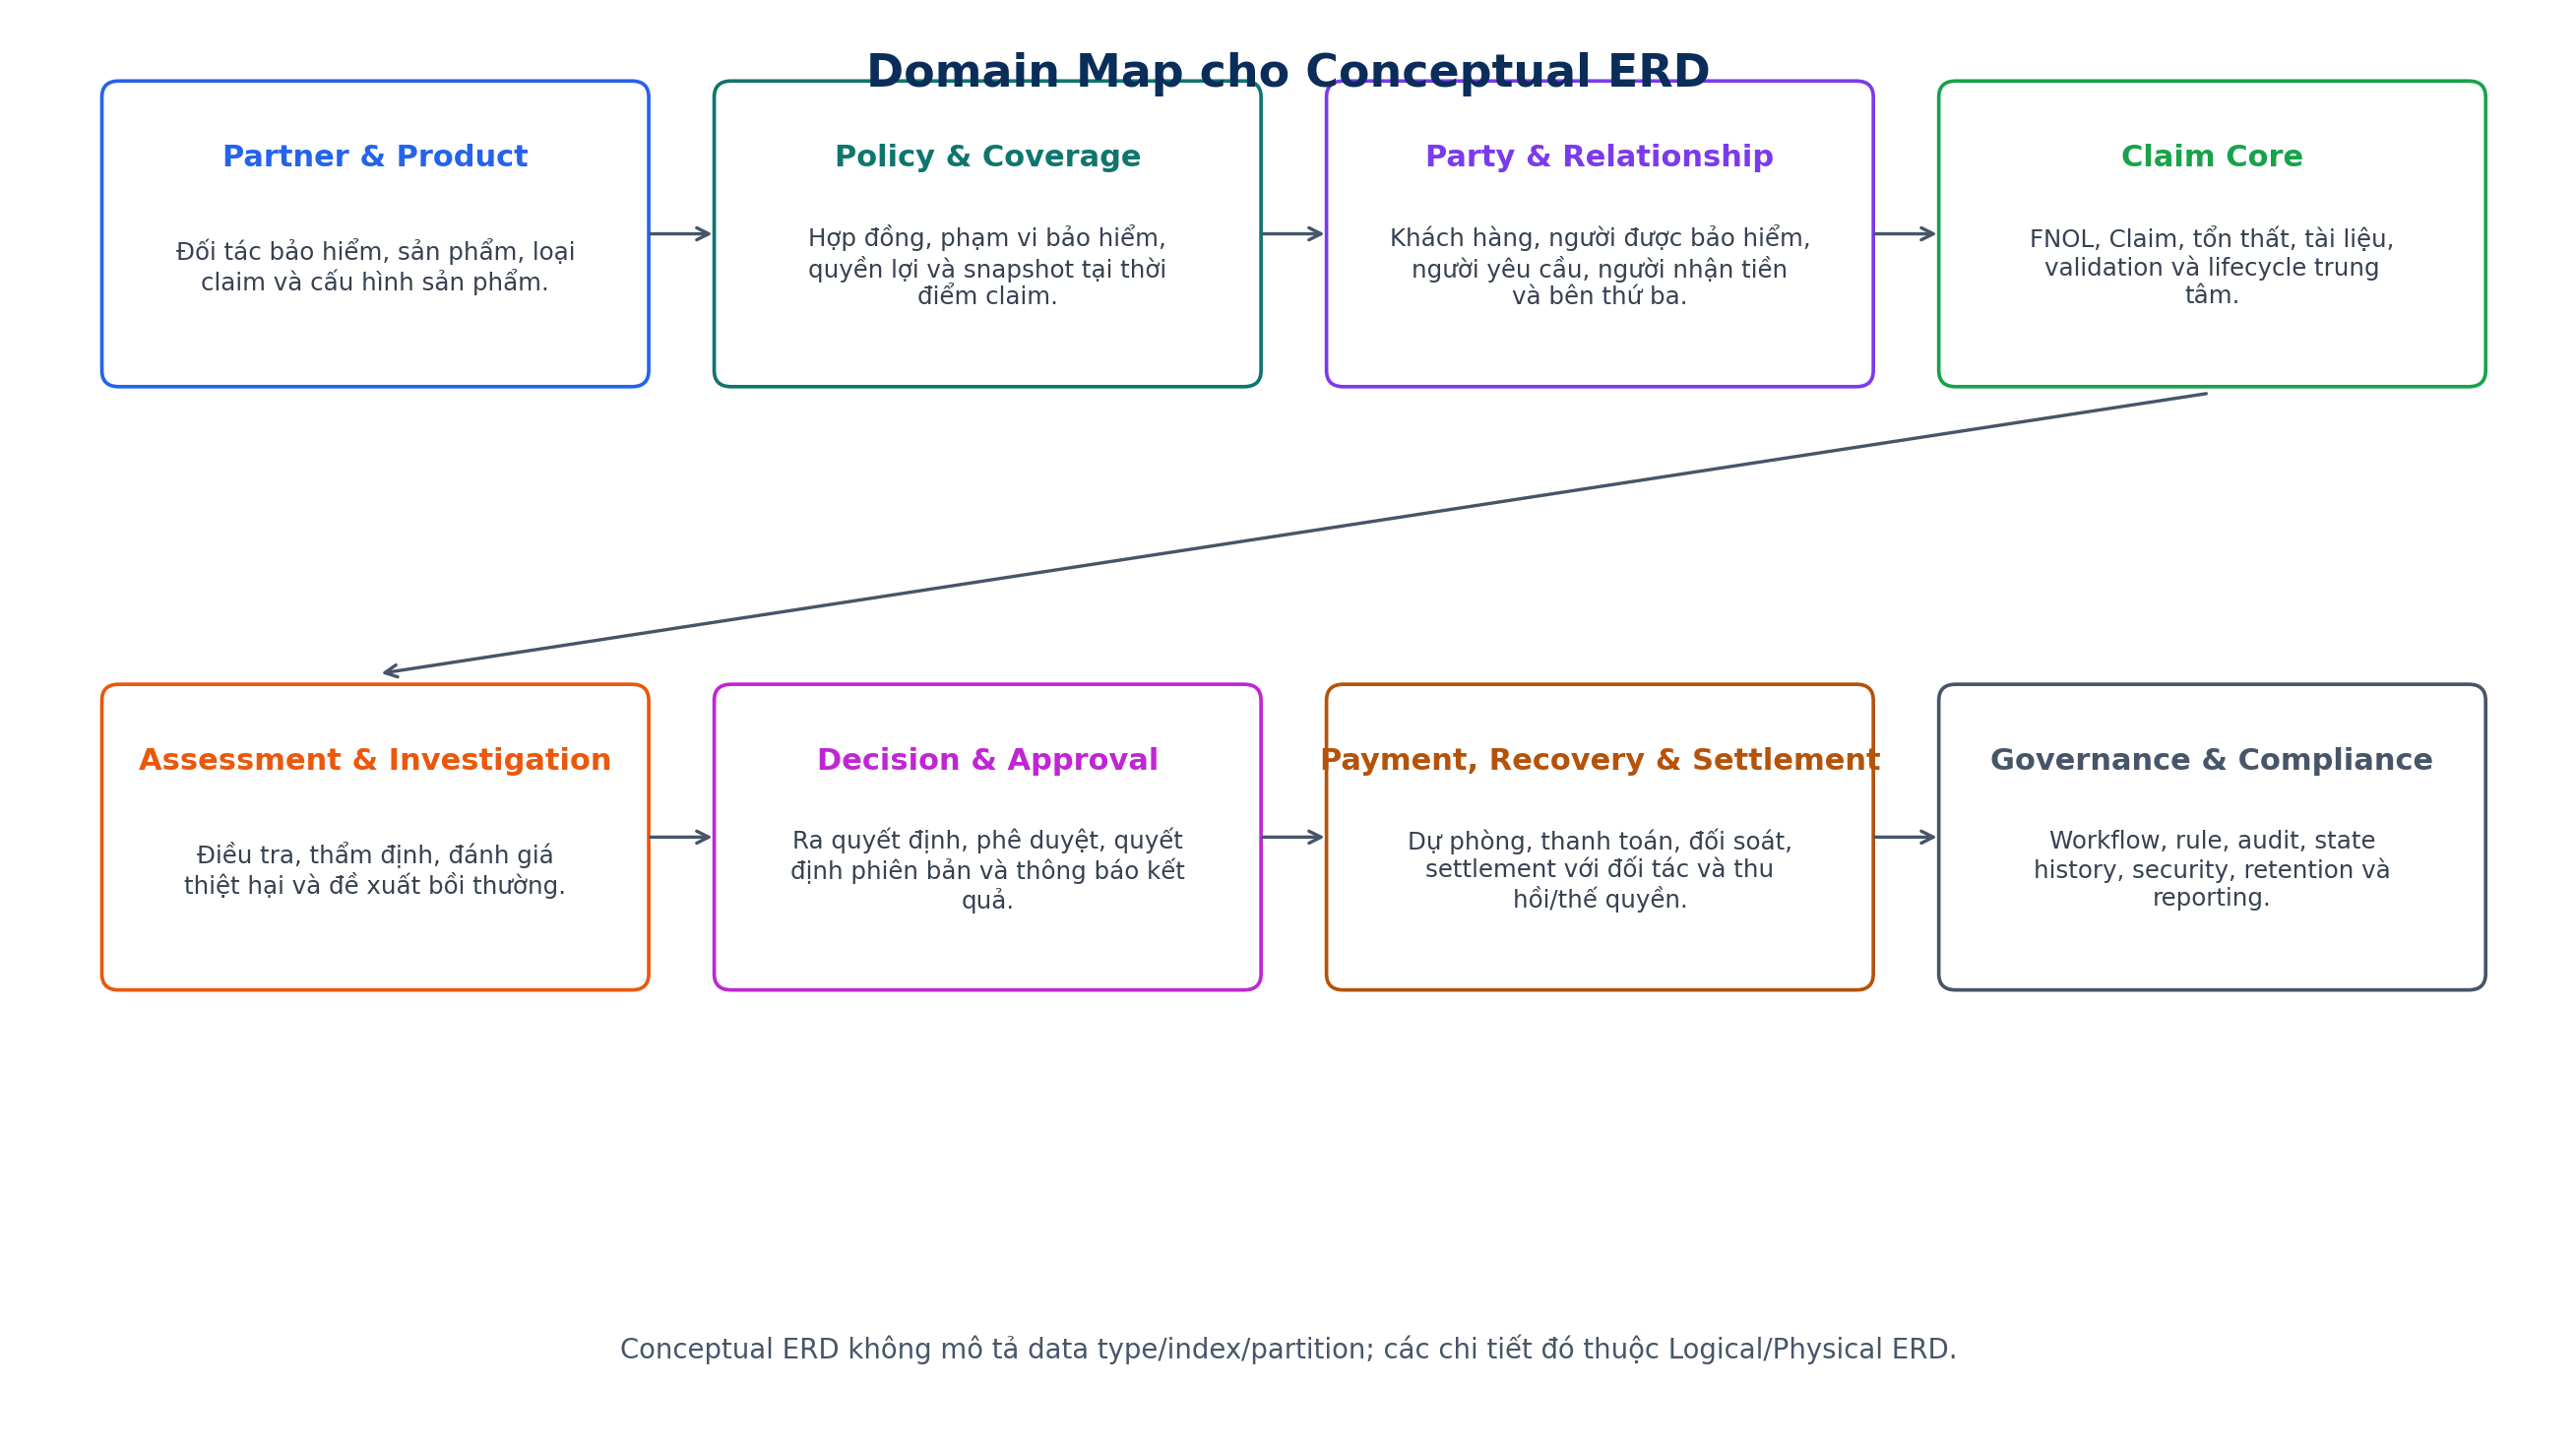 Domain Map cho Conceptual ERD
Partner & Product
Đối tác bảo hiểm, sản phẩm, loại
claim và cấu hình sản phẩm.
Policy & Coverage
Hợp đồng, phạm vi bảo hiểm,
quyền lợi và snapshot tại thời
điểm claim.
Party & Relationship
Khách hàng, người được bảo hiểm,
người yêu cầu, người nhận tiền
và bên thứ ba.
Claim Core
FNOL, Claim, tổn thất, tài liệu,
validation và lifecycle trung
tâm.
Assessment & Investigation
Điều tra, thẩm định, đánh giá
thiệt hại và đề xuất bồi thường.
Decision & Approval
Ra quyết định, phê duyệt, quyết
định phiên bản và thông báo kết
quả.
Payment, Recovery & Settlement
Dự phòng, thanh toán, đối soát,
settlement với đối tác và thu
hồi/thế quyền.
Governance & Compliance
Workflow, rule, audit, state
history, security, retention và
reporting.
Conceptual ERD không mô tả data type/index/partition; các chi tiết đó thuộc Logical/Physical ERD.